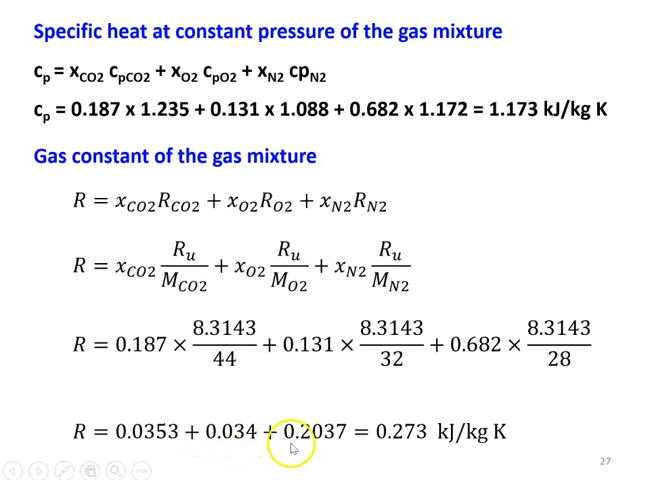 Specific heat at constant pressure of the gas mixture
c_p = x_CO2 c_pCO2 + x_O2 c_pO2 + x_N2 cp_N2
c_p = 0.187 x 1.235 + 0.131 x 1.088 + 0.682 x 1.172 = 1.173 kJ/kg K
Gas constant of the gas mixture
R = x_CO2 R_CO2 + x_O2 R_O2 + x_N2 R_N2
R = x_CO2 R_u/M_CO2 + x_O2 R_u/M_O2 + x_N2 R_u/M_N2
R = 0.187 × 8.3143/44 + 0.131 × 8.3143/32 + 0.682 × 8.3143/28
R = 0.0353 + 0.034 + 0.2037 = 0.273 kJ/kg K
27